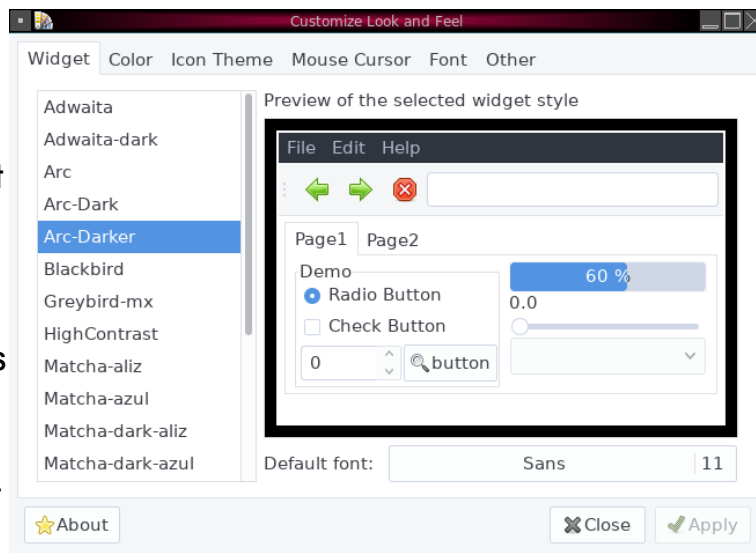 Customize Look and Feel
Widget Color Icon Theme Mouse Cursor Font Other
Adwaita
Adwaita-dark
Arc
Arc-Dark
Arc-Darker
Blackbird
Greybird-mx
HighContrast
Matcha-aliz
Matcha-azul
Matcha-dark-aliz
Matcha-dark-azul
Preview of the selected widget style
File Edit Help
Page1 Page2
Demo
Radio Button
Check Button
0 button
60 %
0.0
Default font: Sans 11
About Close Apply